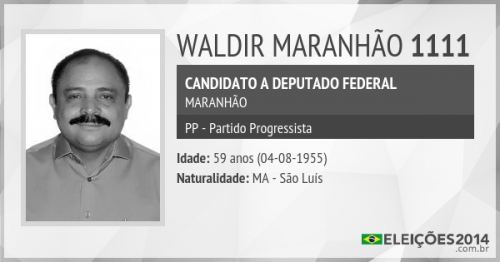 WALDIR MARANHÃO 1111
CANDIDATO A DEPUTADO FEDERAL
MARANHÃO
PP - Partido Progressista
Idade: 59 anos (04-08-1955)
Naturalidade: MA - São Luís
ELEIÇÕES2014
.com.br